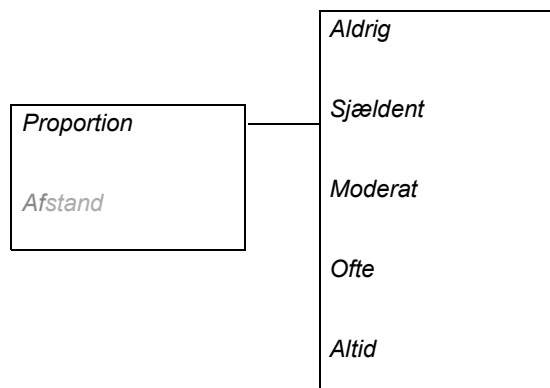 Proportion
Afstand
Aldrig
Sjældent
Moderat
Ofte
Altid